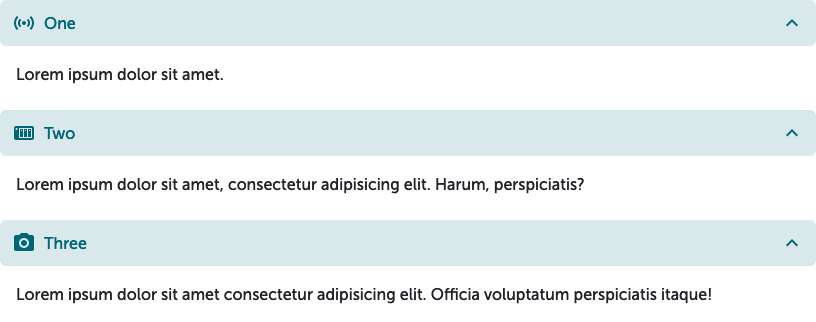 One
Lorem ipsum dolor sit amet.
Two
Lorem ipsum dolor sit amet, consectetur adipisicing elit. Harum, perspiciatis?
Three
Lorem ipsum dolor sit amet consectetur adipisicing elit. Officia voluptatum perspiciatis itaque!